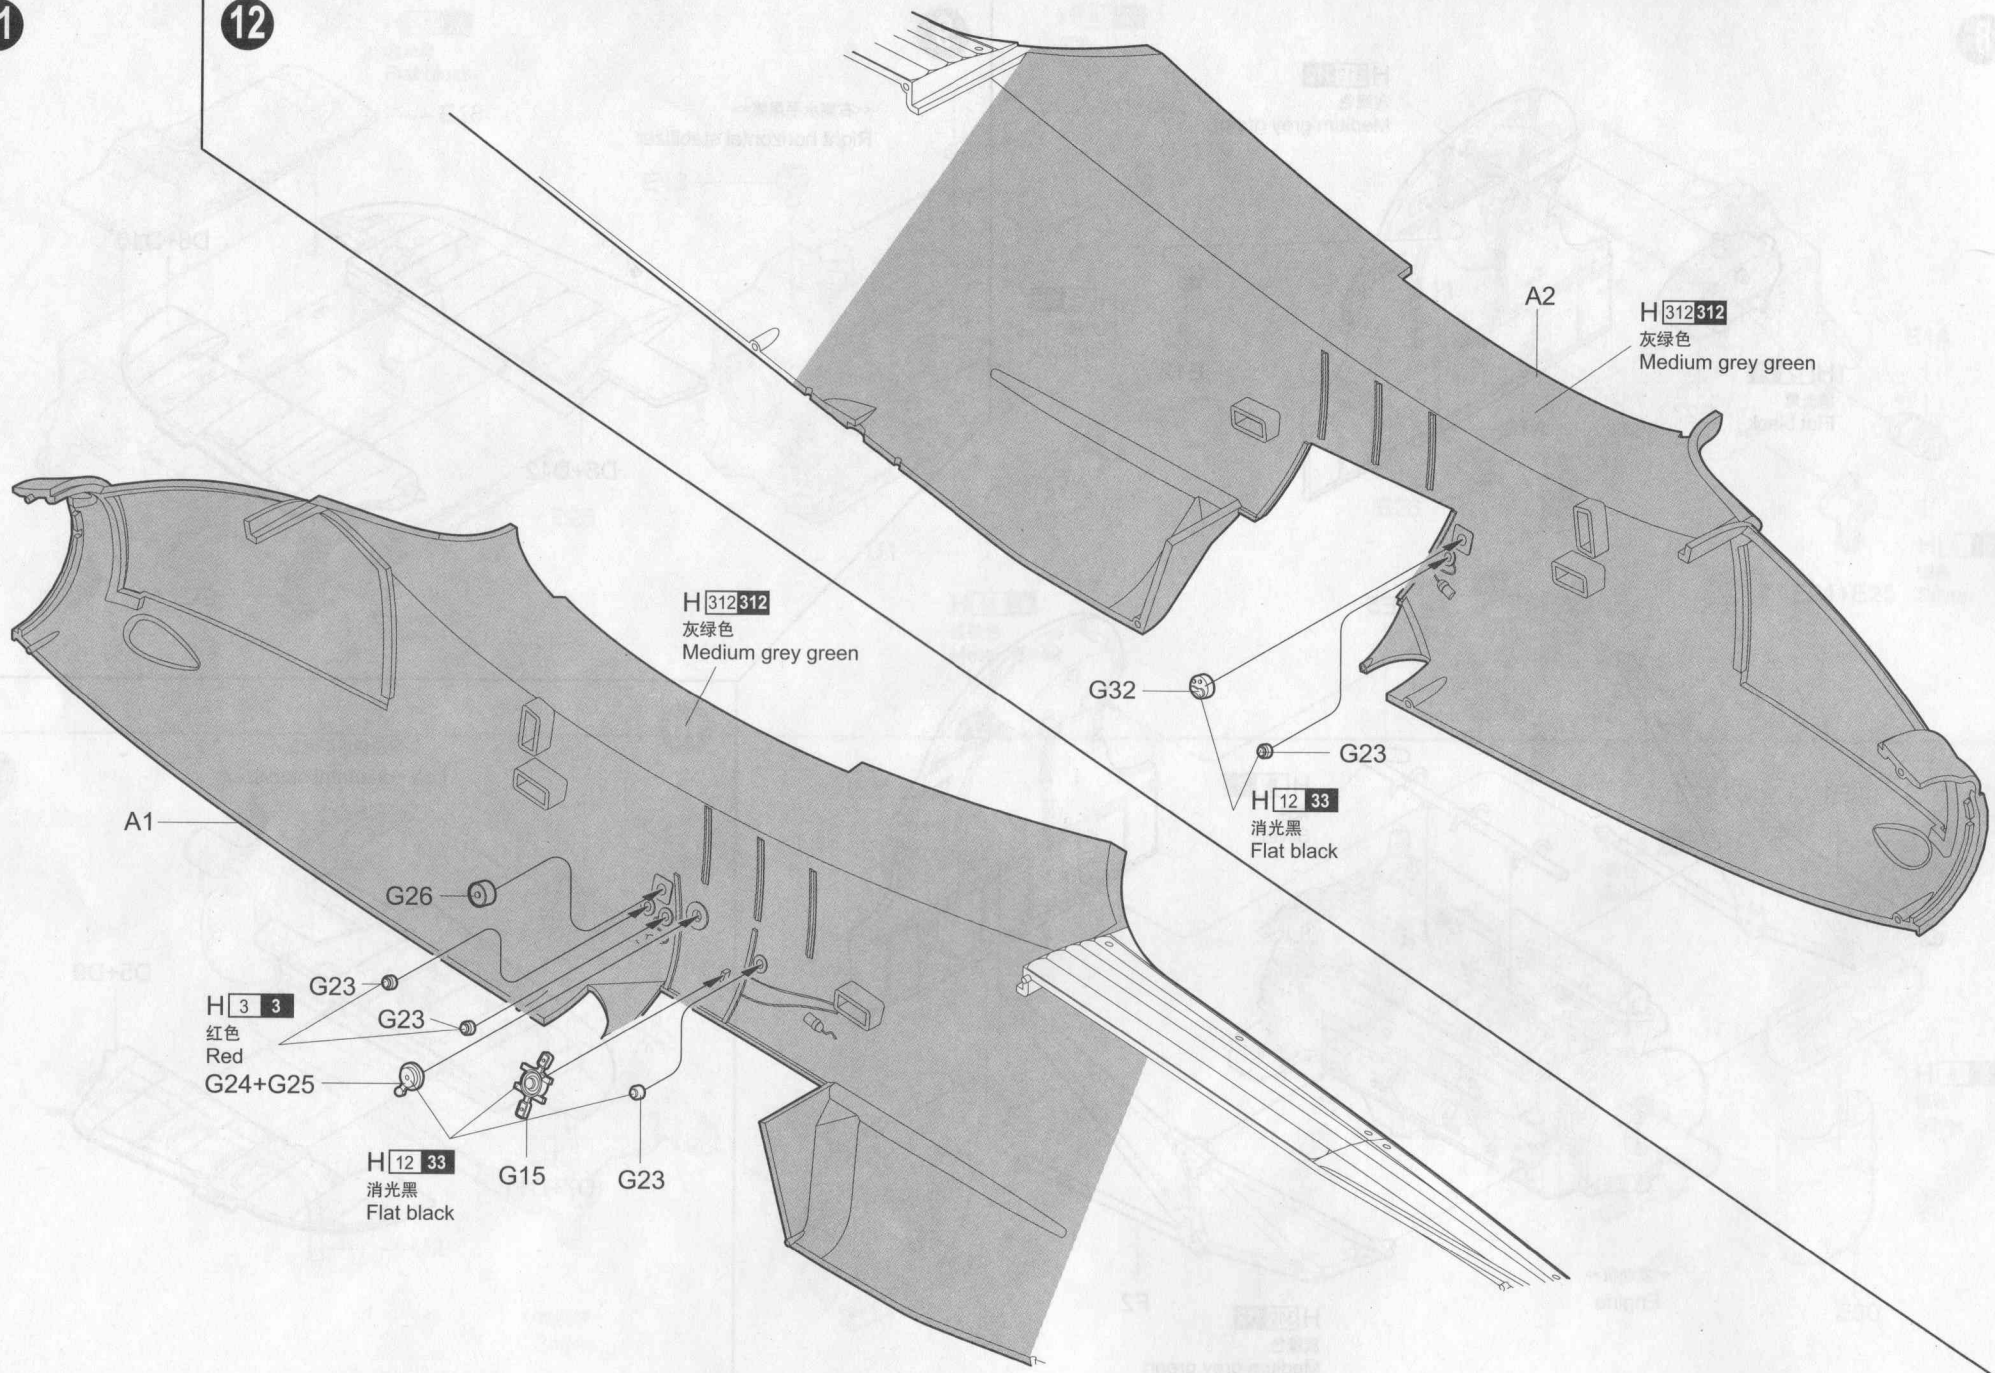 1
12
A2
H 312 312
灰绿色
Medium grey green
H 312 312
灰绿色
Medium grey green
G32
G23
H 12 33
消光黑
Flat black
A1
G26
G23
H 3 3
红色
Red
G23
G24+G25
H 12 33
消光黑
Flat black
G15
G23